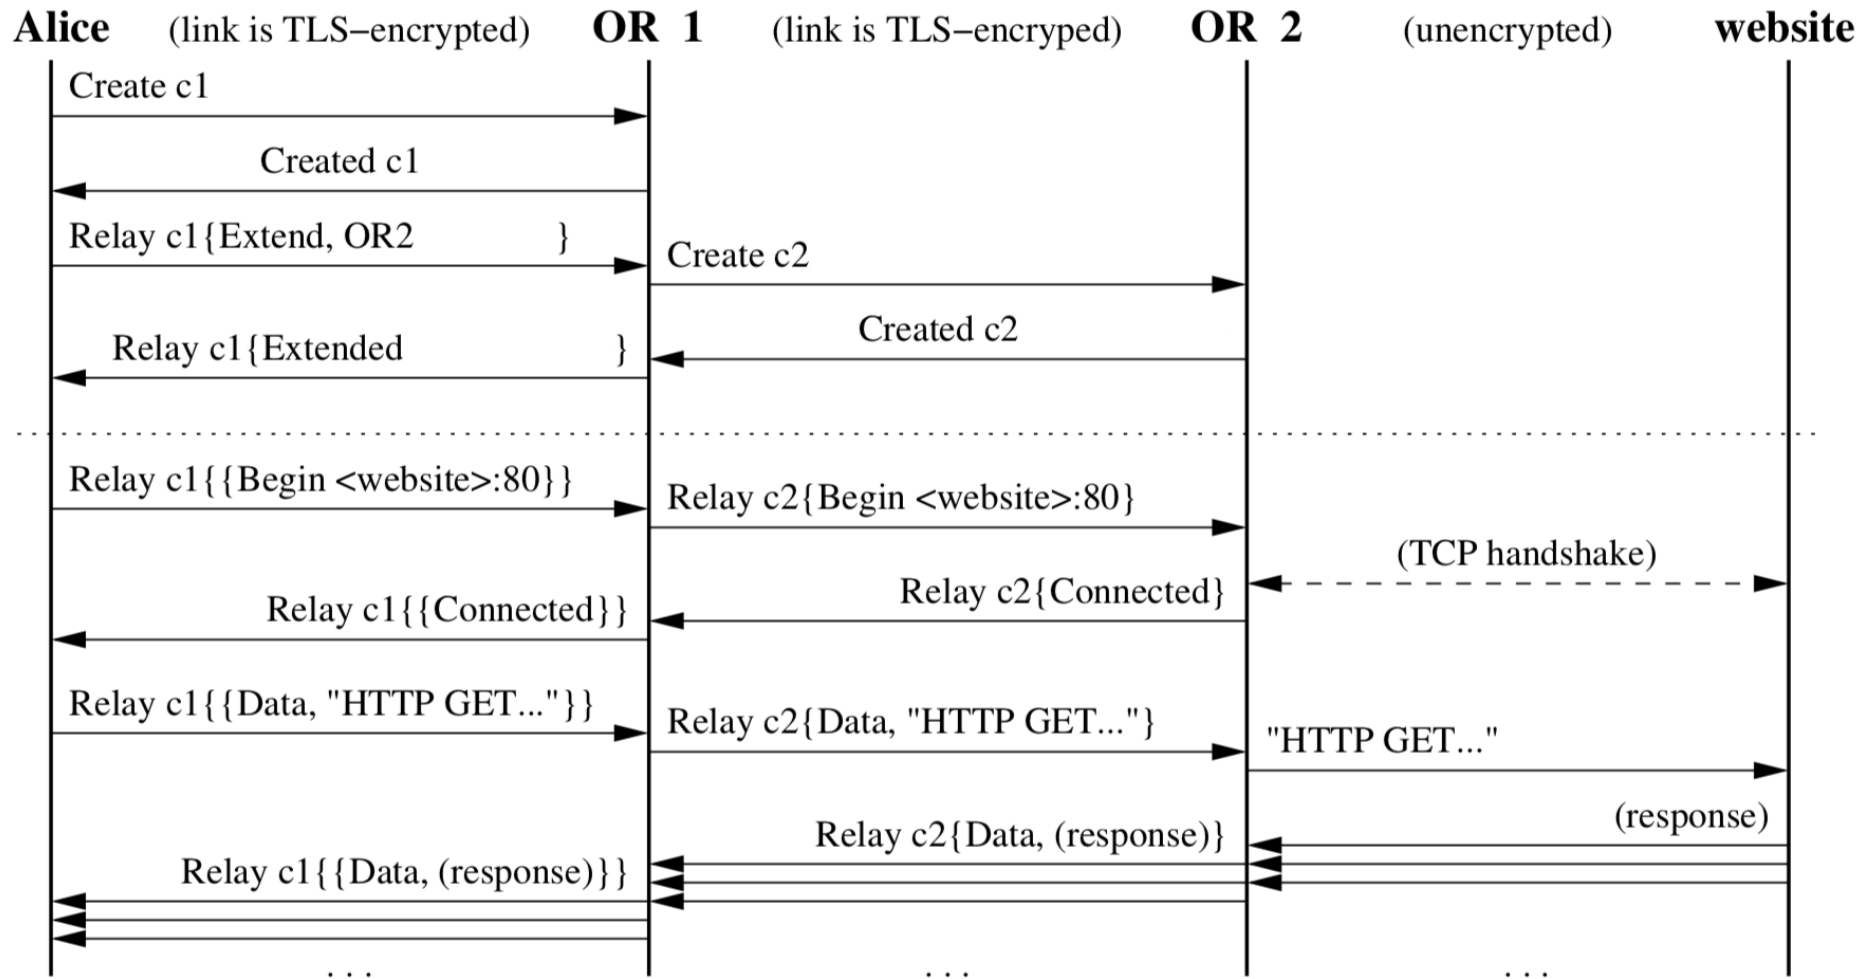 Alice (link is TLS−encrypted) OR 1 (link is TLS−encryped) OR 2 (unencrypted) website
Create c1
Created c1
Relay c1{Extend, OR2 }
Create c2
Created c2
Relay c1{Extended }
Relay c1{{Begin <website>:80}}
Relay c2{Begin <website>:80}
(TCP handshake)
Relay c2{Connected}
Relay c1{{Connected}}
Relay c1{{Data, "HTTP GET..."}}
Relay c2{Data, "HTTP GET..."}
"HTTP GET..."
(response)
Relay c2{Data, (response)}
Relay c1{{Data, (response)}}
. . . . . . . . .